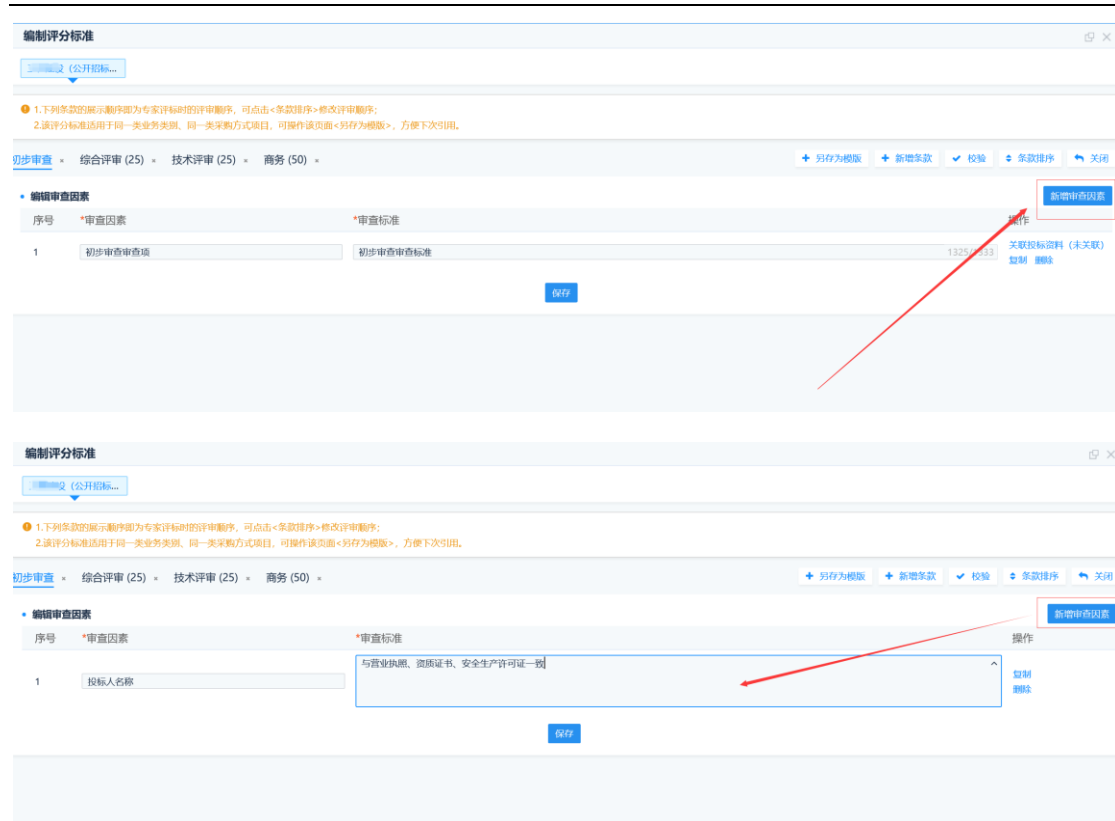 编制评分标准
(公开招标...
1.下列条款的展示顺序即为专家评标时的评审顺序，可点击<条款排序>修改评审顺序；
2.该评分标准适用于同一类业务类别、同一类采购方式项目，可操作该页面<另存为模版>，方便下次引用。
初步审查 × 综合评审 (25) × 技术评审 (25) × 商务 (50) × + 另存为模版 + 新增条款 校验 条款排序 关闭
编辑审查因素 新增审查因素
序号 *审查因素 *审查标准 操作
1 初步审查审查项 初步审查审查标准 关联投标资料（未关联）
复制 删除
保存
编制评分标准
(公开招标...
1.下列条款的展示顺序即为专家评标时的评审顺序，可点击<条款排序>修改评审顺序；
2.该评分标准适用于同一类业务类别、同一类采购方式项目，可操作该页面<另存为模版>，方便下次引用。
初步审查 × 综合评审 (25) × 技术评审 (25) × 商务 (50) × + 另存为模版 + 新增条款 校验 条款排序 关闭
编辑审查因素 新增审查因素
序号 *审查因素 *审查标准 操作
1 投标人名称 与营业执照、资质证书、安全生产许可证一致 复制
删除
保存